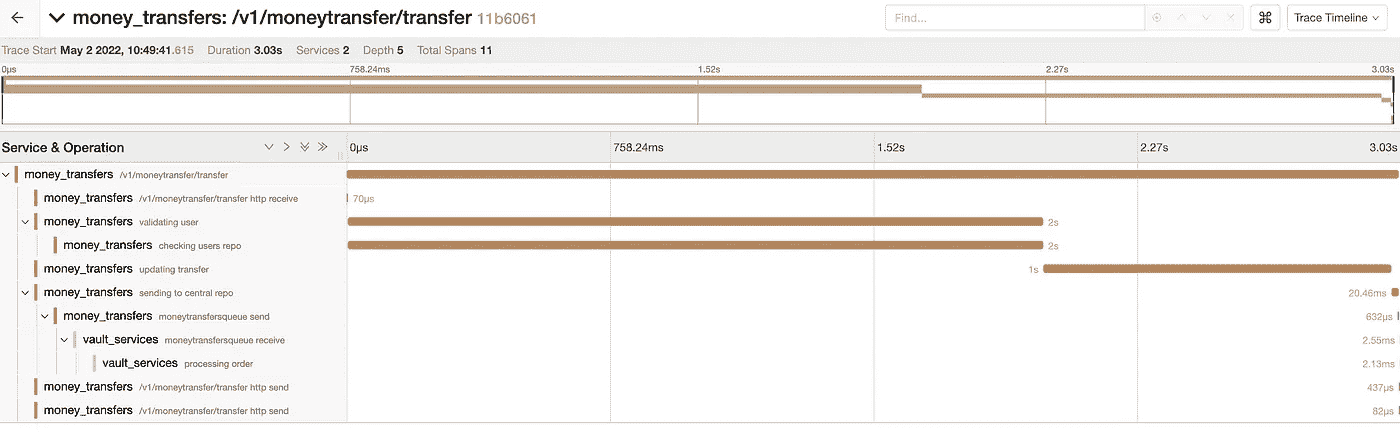 money_transfers: /v1/moneytransfer/transfer 11b6061
Find...
Trace Timeline
Trace Start May 2 2022, 10:49:41.615 Duration 3.03s Services 2 Depth 5 Total Spans 11
0μs 758.24ms 1.52s 2.27s 3.03s
Service & Operation 0μs 758.24ms 1.52s 2.27s 3.03s
money_transfers /v1/moneytransfer/transfer
money_transfers /v1/moneytransfer/transfer http receive 70μs
money_transfers validating user 2s
money_transfers checking users repo 2s
money_transfers updating transfer 1s
money_transfers sending to central repo 20.46ms
money_transfers moneytransfersqueue send 632μs
vault_services moneytransfersqueue receive 2.55ms
vault_services processing order 2.13ms
money_transfers /v1/moneytransfer/transfer http send 437μs
money_transfers /v1/moneytransfer/transfer http send 82μs